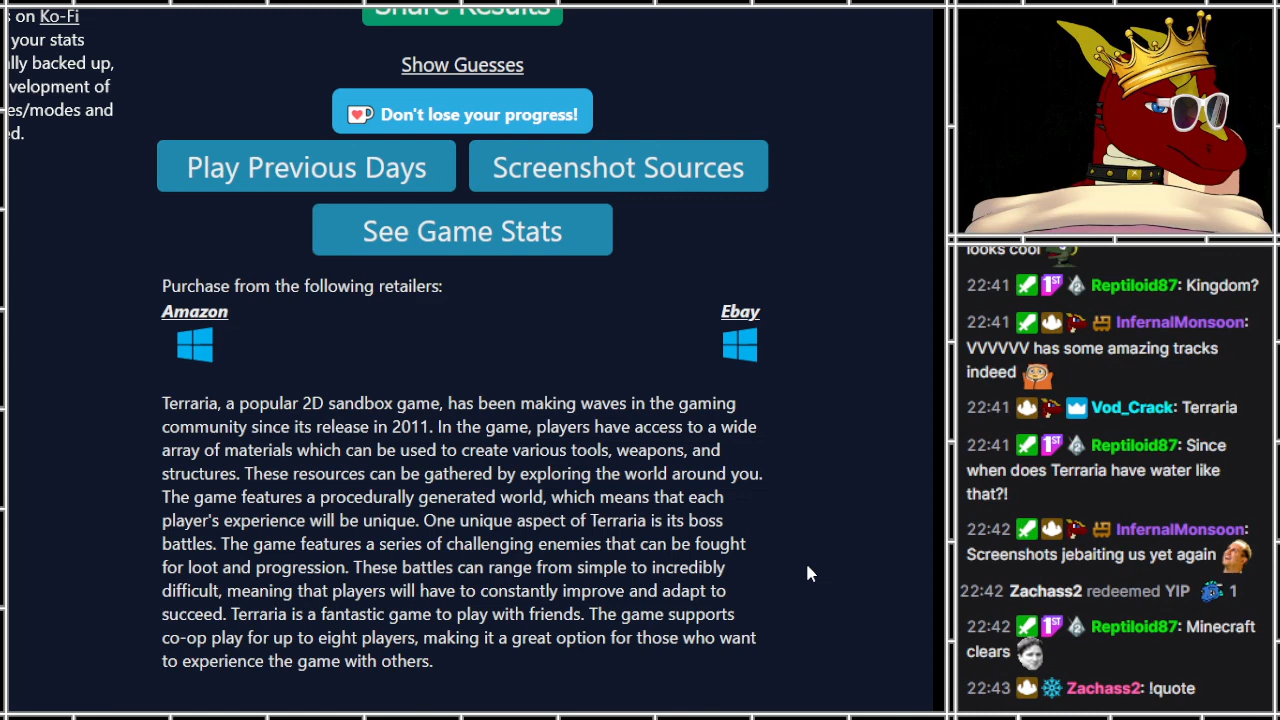 s on Ko-Fi
your stats
lly backed up,
velopment of
es/modes and
ed.
Share Results
Show Guesses
Don't lose your progress!
Play Previous Days
Screenshot Sources
See Game Stats
Purchase from the following retailers:
Amazon
Ebay
Terraria, a popular 2D sandbox game, has been making waves in the gaming
community since its release in 2011. In the game, players have access to a wide
array of materials which can be used to create various tools, weapons, and
structures. These resources can be gathered by exploring the world around you.
The game features a procedurally generated world, which means that each
player's experience will be unique. One unique aspect of Terraria is its boss
battles. The game features a series of challenging enemies that can be fought
for loot and progression. These battles can range from simple to incredibly
difficult, meaning that players will have to constantly improve and adapt to
succeed. Terraria is a fantastic game to play with friends. The game supports
co-op play for up to eight players, making it a great option for those who want
to experience the game with others.
looks cool
22:41 1ST 2 Reptiloid87: Kingdom?
22:41 InfernalMonsoon:
VVVVVV has some amazing tracks
indeed
22:41 Vod_Crack: Terraria
22:41 1ST 2 Reptiloid87: Since
when does Terraria have water like
that?!
22:42 InfernalMonsoon:
Screenshots jebaiting us yet again
22:42 Zachass2 redeemed YIP 1
22:42 1ST 2 Reptiloid87: Minecraft
clears
22:43 Zachass2: !quote